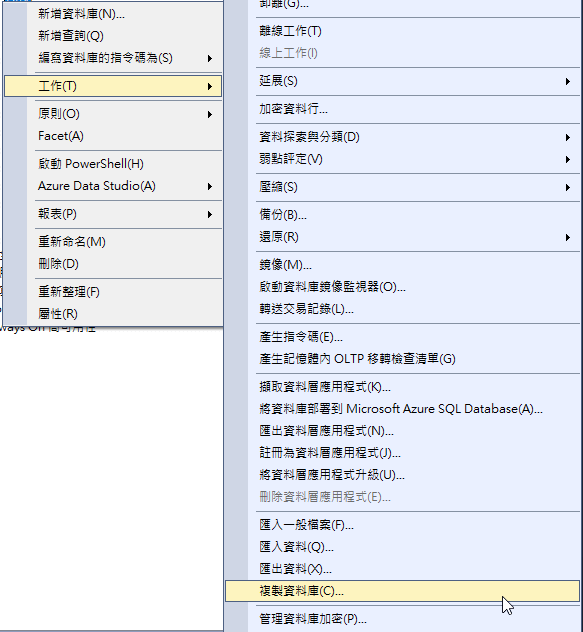 新增資料庫(N)...
新增查詢(Q)
編寫資料庫的指令碼為(S)
工作(T)
原則(O)
Facet(A)
啟動 PowerShell(H)
Azure Data Studio(A)
報表(P)
重新命名(M)
刪除(D)
重新整理(F)
屬性(R)
ways On 高可用性
卸離(G)...
離線工作(T)
線上工作(I)
延展(S)
加密資料行...
資料探索與分類(D)
弱點評定(V)
壓縮(S)
備份(B)...
還原(R)
鏡像(M)...
啟動資料庫鏡像監視器(O)...
轉送交易記錄(L)...
產生指令碼(E)...
產生記憶體內 OLTP 移轉檢查清單(G)
擷取資料層應用程式(K)...
將資料庫部署到 Microsoft Azure SQL Database(A)...
匯出資料層應用程式(N)...
註冊為資料層應用程式(J)...
將資料層應用程式升級(U)...
刪除資料層應用程式(E)...
匯入一般檔案(F)...
匯入資料(Q)...
匯出資料(X)...
複製資料庫(C)...
管理資料庫加密(P)...